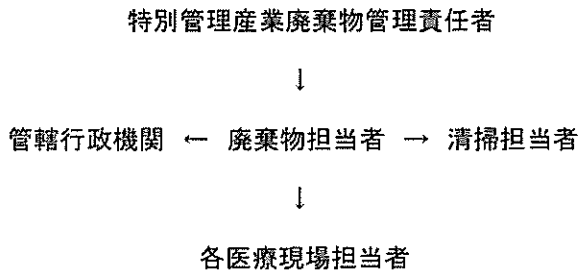 特別管理産業廃棄物管理責任者
↓
管轄行政機関 ← 廃棄物担当者 → 清掃担当者
↓
各医療現場担当者